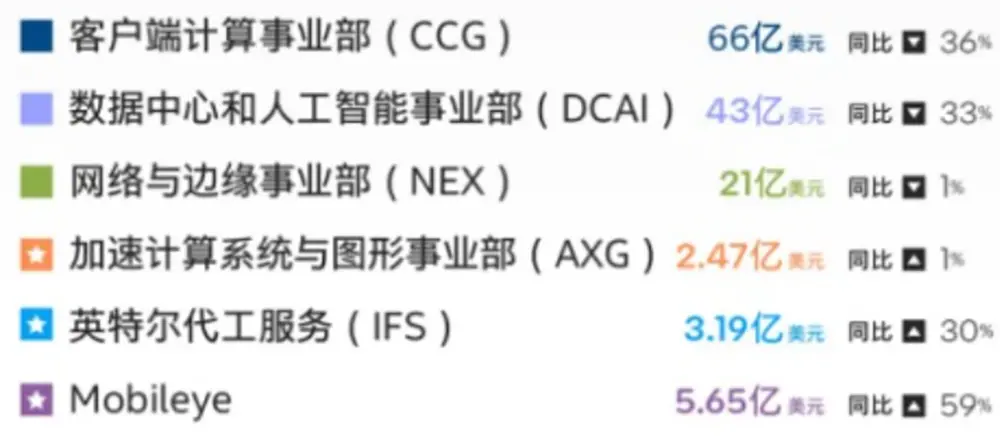 客户端计算事业部（CCG） 66亿美元 同比 36%
数据中心和人工智能事业部（DCAI） 43亿美元 同比 33%
网络与边缘事业部（NEX） 21亿美元 同比 1%
加速计算系统与图形事业部（AXG） 2.47亿美元 同比 1%
英特尔代工服务（IFS） 3.19亿美元 同比 30%
Mobileye 5.65亿美元 同比 59%